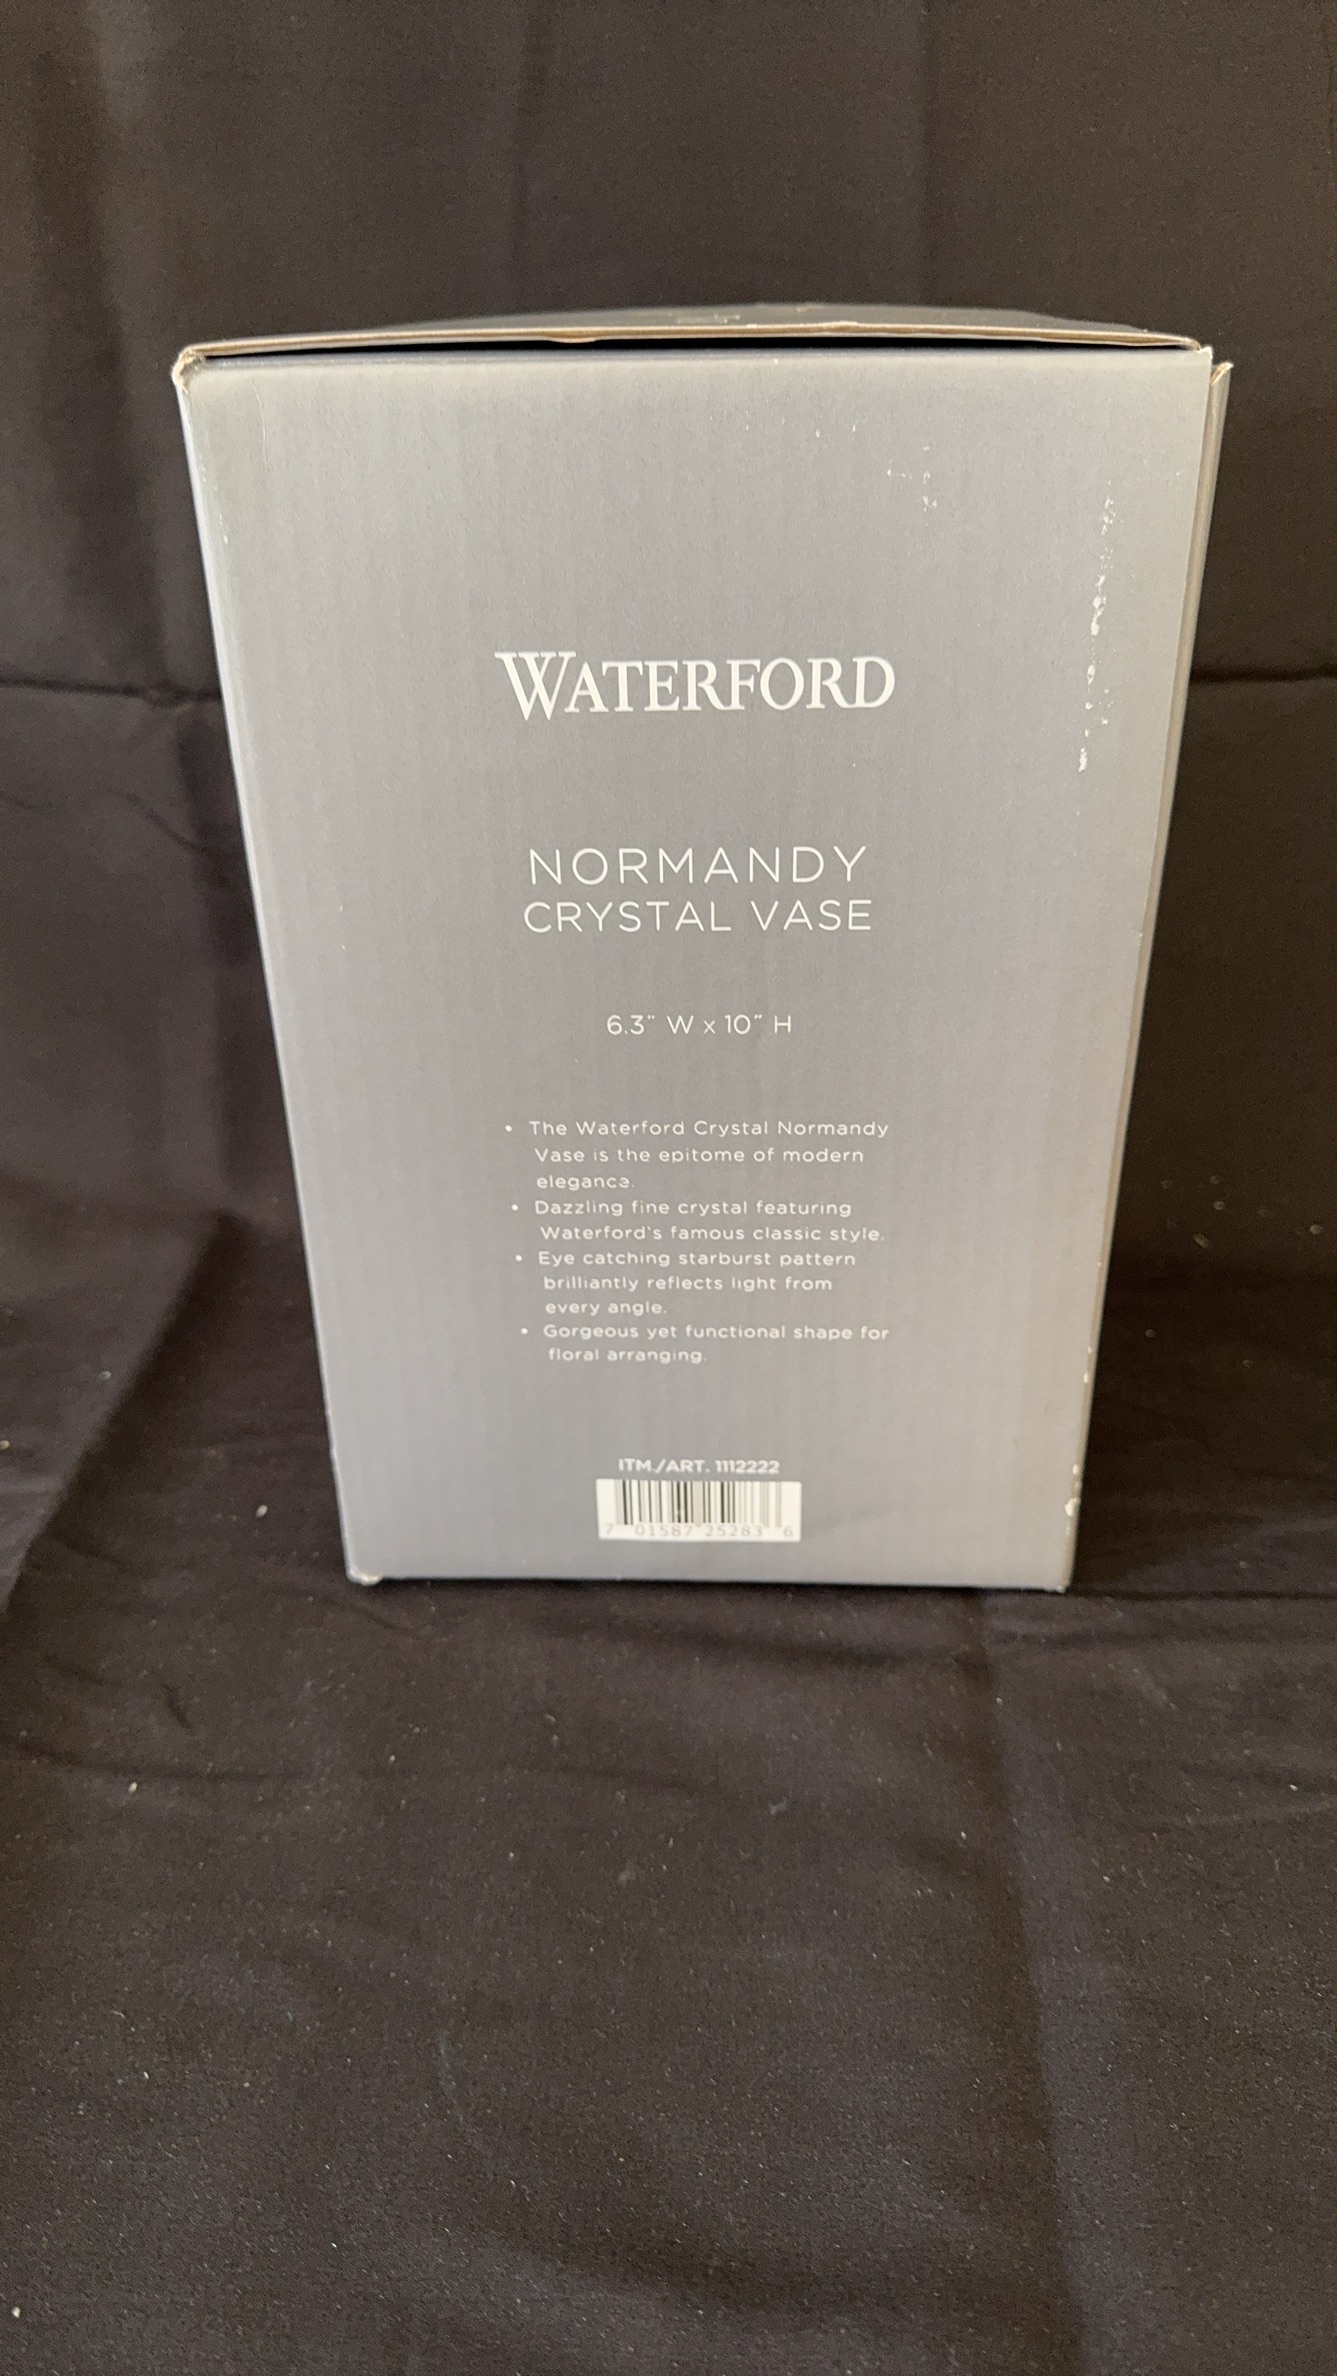 WATERFORD
NORMANDY
CRYSTAL VASE
6.3" W x 10" H
• The Waterford Crystal Normandy
Vase is the epitome of modern
elegance.
• Dazzling fine crystal featuring
Waterford's famous classic style.
• Eye catching starburst pattern
brilliantly reflects light from
every angle.
• Gorgeous yet functional shape for
floral arranging.
ITM./ART. 1112222
7 01587 25283 6